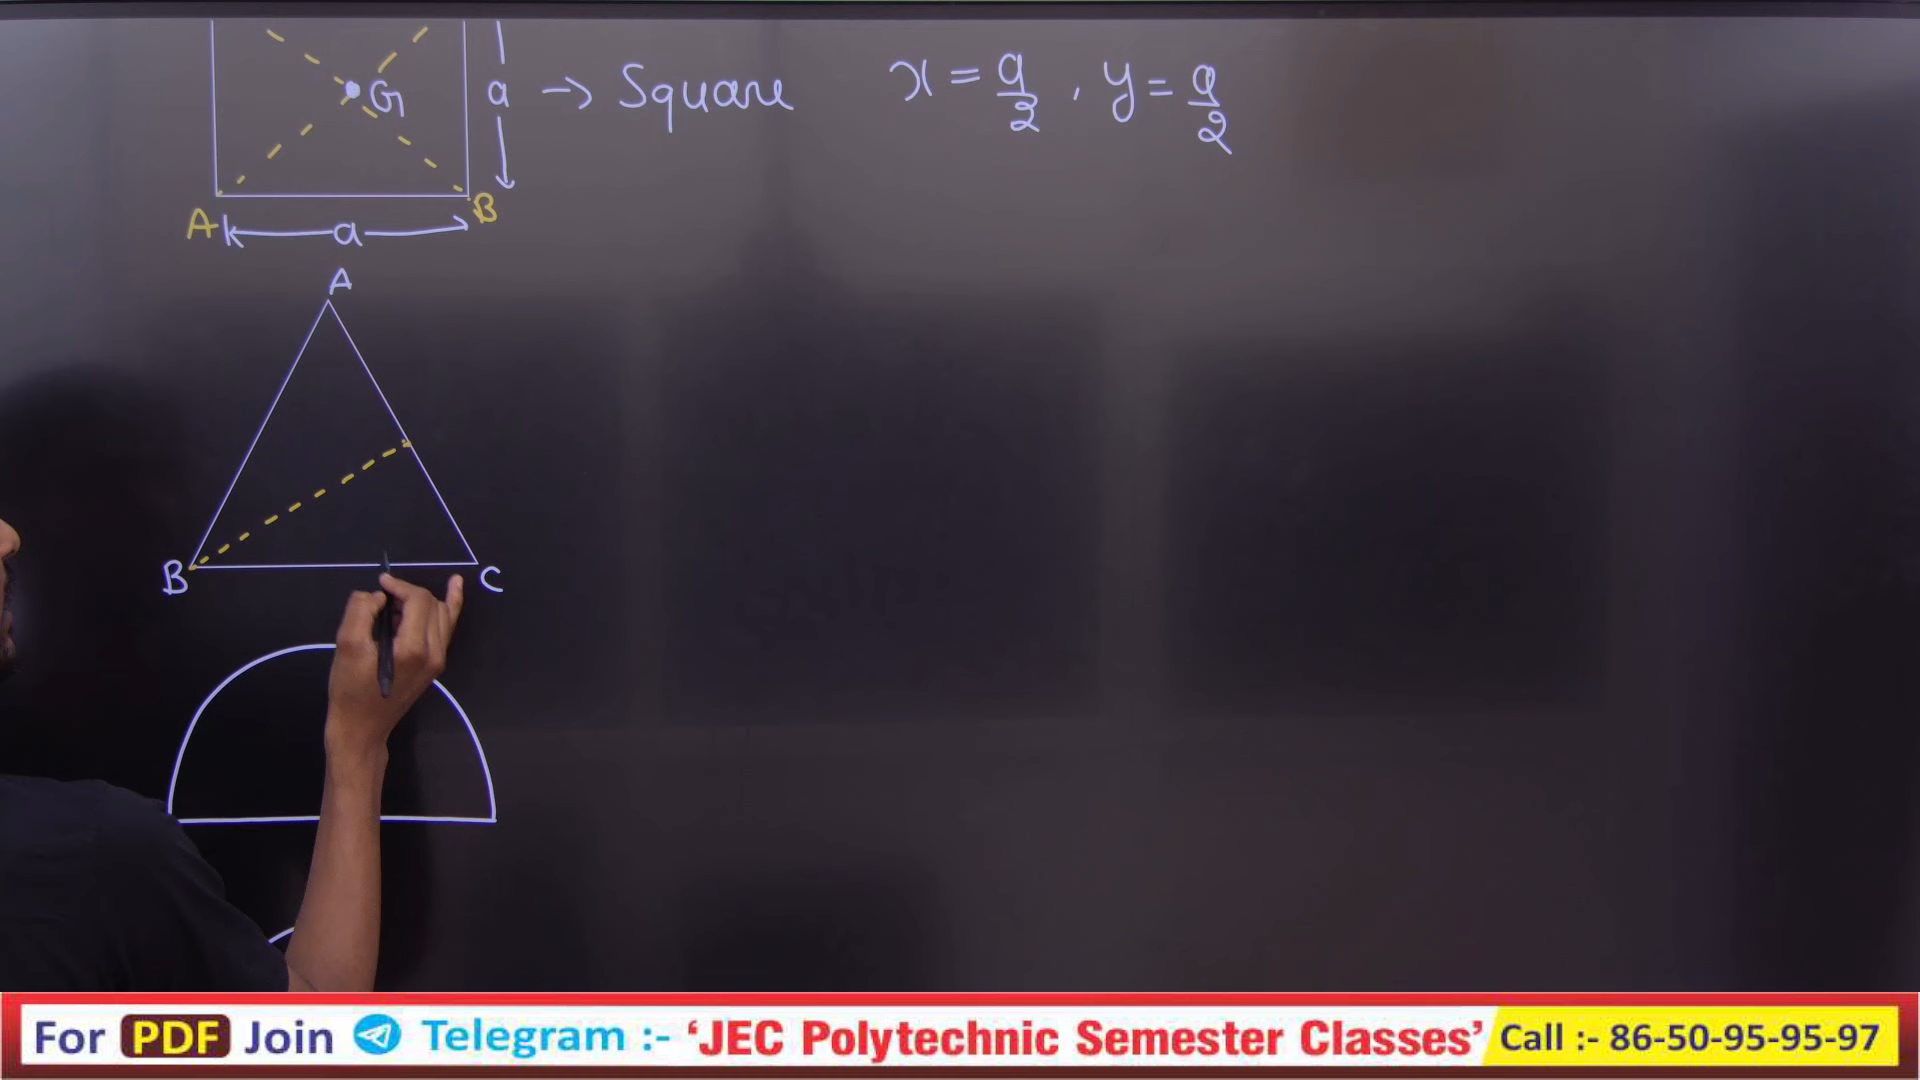 G a → Square x = a/2 , y = a/2
A B
a
A
B C
For PDF Join Telegram :- ‘JEC Polytechnic Semester Classes’ Call :- 86-50-95-95-97